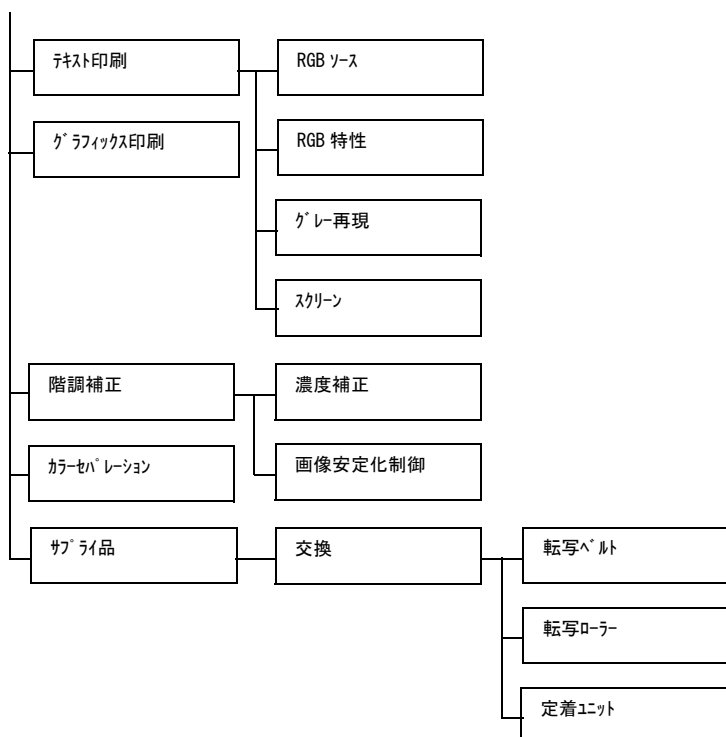 ﾃｷｽﾄ印刷
RGB ｿｰｽ
ｸﾞﾗﾌｨｯｸｽ印刷
RGB 特性
ｸﾞﾚｰ再現
ｽｸﾘｰﾝ
階調補正
濃度補正
ｶﾗｰｾﾊﾟﾚｰｼｮﾝ
画像安定化制御
ｻﾌﾟﾗｲ品
交換
転写ﾍﾞﾙﾄ
転写ﾛｰﾗｰ
定着ﾕﾆｯﾄ